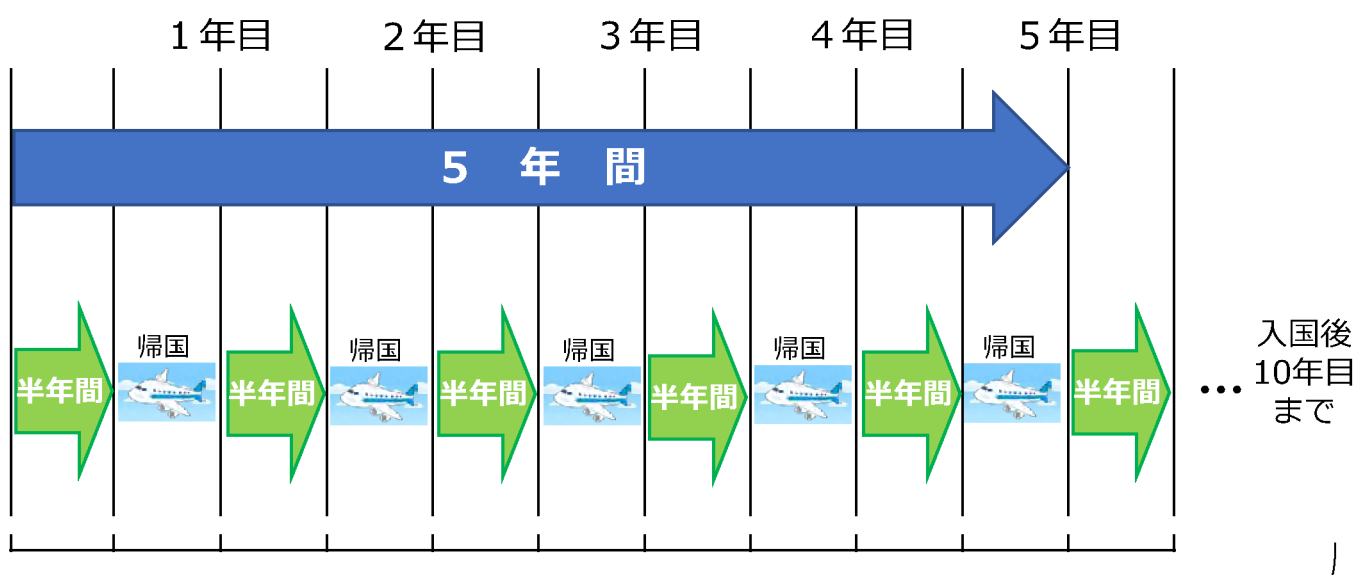 1年目 2年目 3年目 4年目 5年目
5 年 間
帰国 帰国 帰国 帰国 帰国
半年間 半年間 半年間 半年間 半年間 半年間 …
入国後
10年目
まで